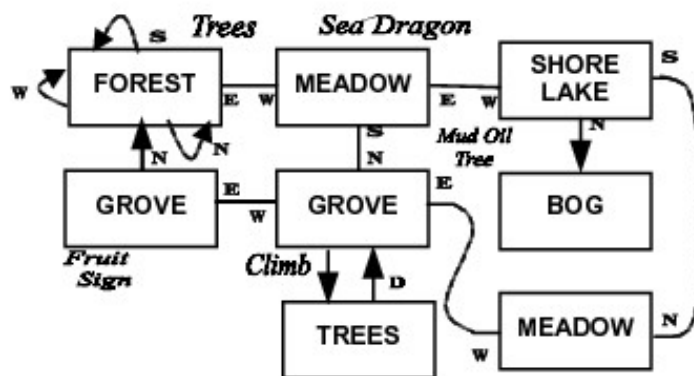 Trees Sea Dragon
S
FOREST MEADOW SHORE LAKE S
W E W E W
N N
N S Mud Oil Tree
N E
GROVE E GROVE BOG
W
Fruit Sign Climb
D
TREES MEADOW N
W